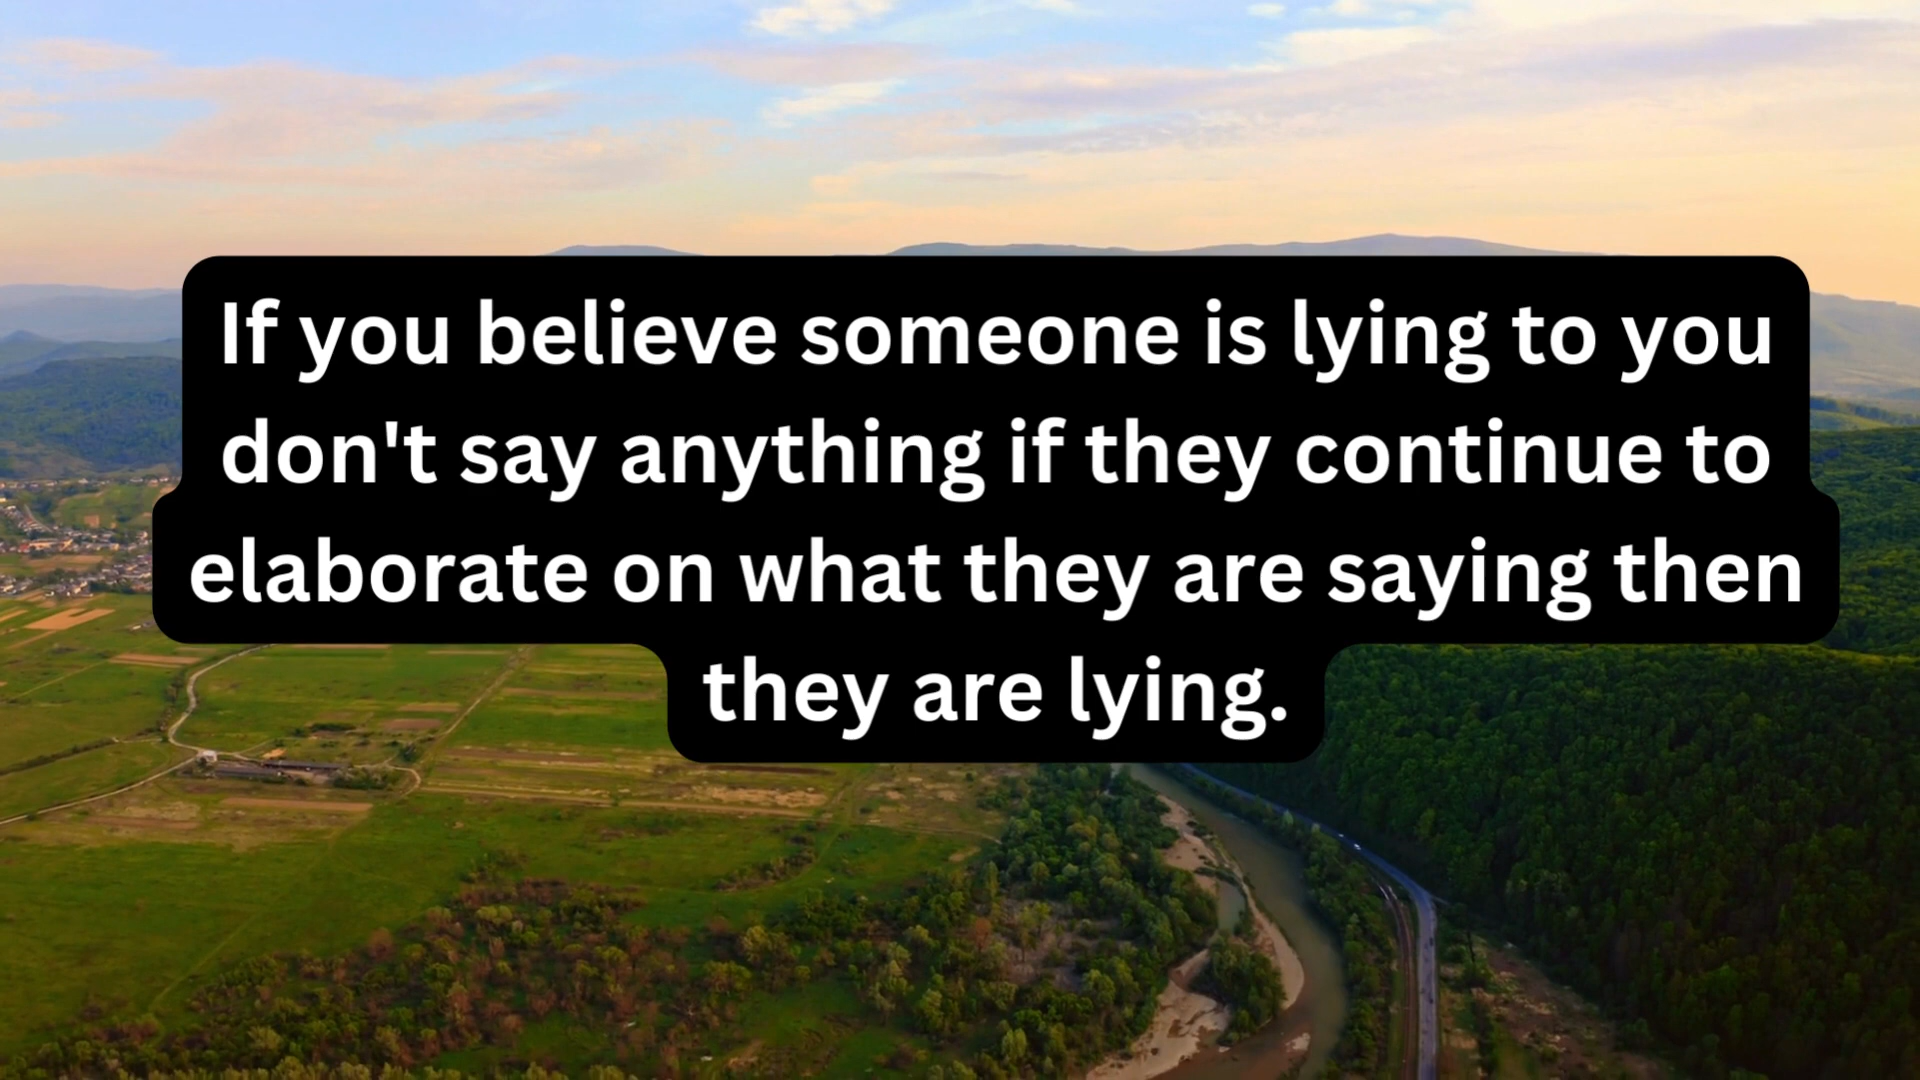 If you believe someone is lying to you
don't say anything if they continue to
elaborate on what they are saying then
they are lying.